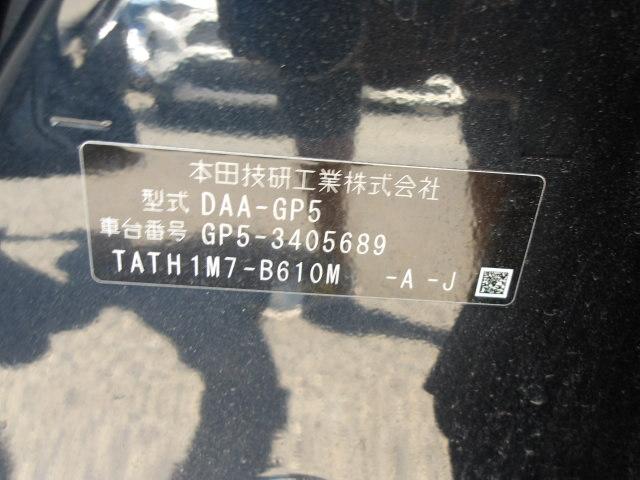 本田技研工業株式会社
型式 DAA-GP5
車台番号 GP5-3405689
TATH1M7-B610M -A -J